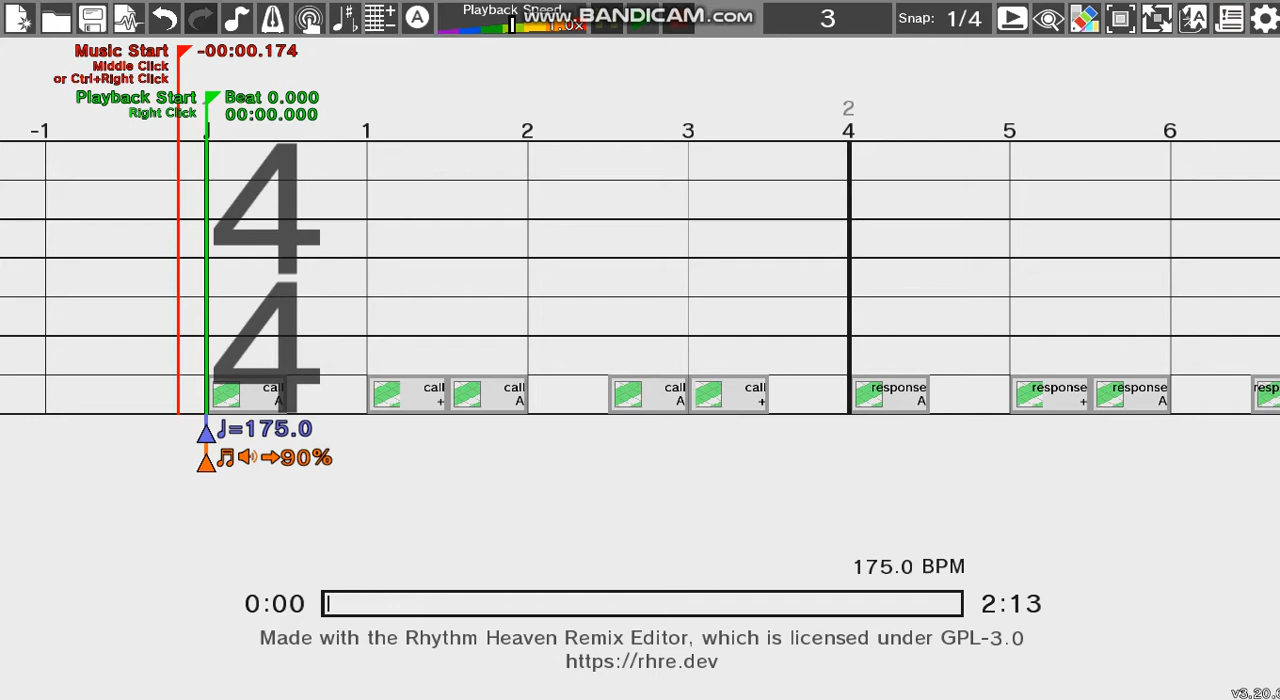 Playback Speed
www.BANDICAM.com
3
Snap: 1/4
Music Start -00:00.174
Middle Click
or Ctrl+Right Click
Playback Start Beat 0.000
Right Click 00:00.000
2
-1 1 2 3 4 5 6
4
4
call A
call +
call A
call A
call +
response A
response +
response A
resp
♩=175.0
➡90%
175.0 BPM
0:00 2:13
Made with the Rhythm Heaven Remix Editor, which is licensed under GPL-3.0
https://rhre.dev
v3.20.